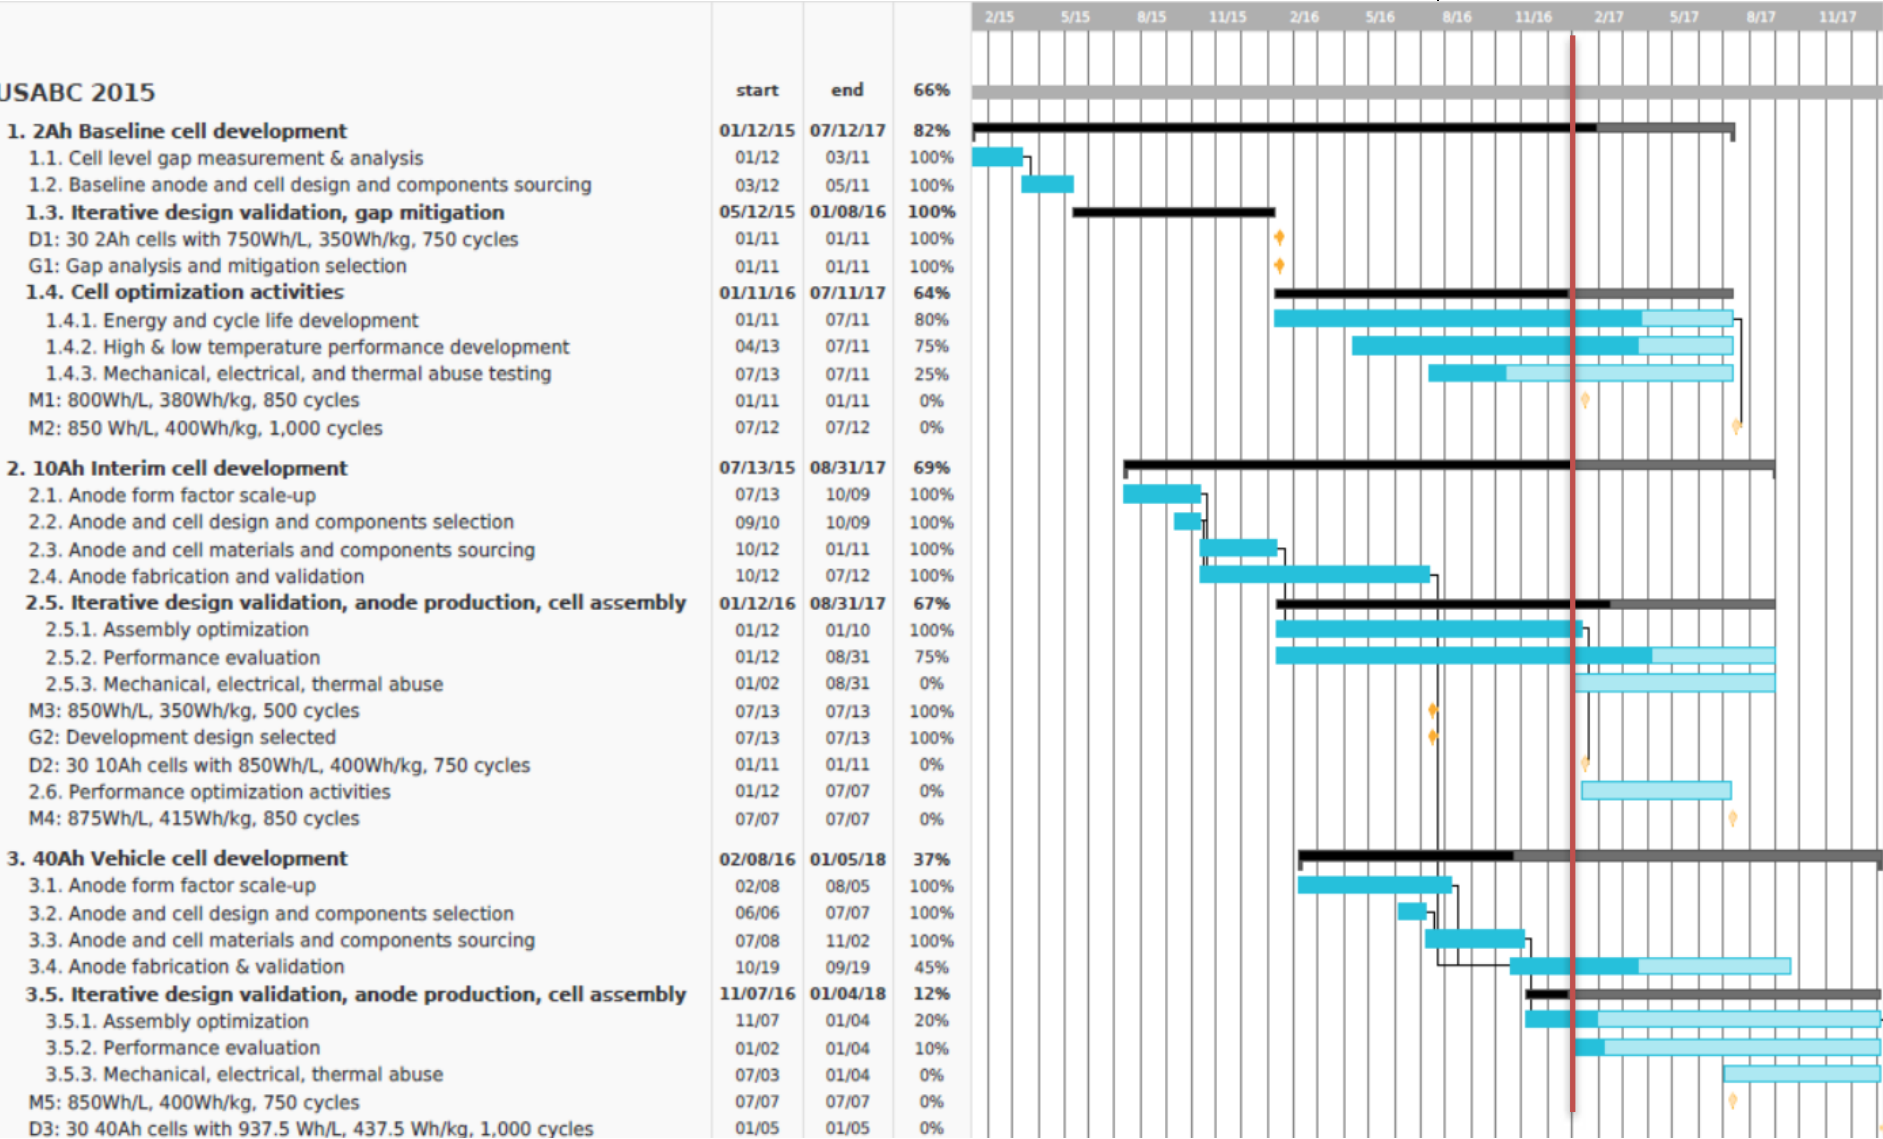 2/15 5/15 8/15 11/15 2/16 5/16 8/16 11/16 2/17 5/17 8/17 11/17
USABC 2015 start end 66%
1. 2Ah Baseline cell development 01/12/15 07/12/17 82%
1.1. Cell level gap measurement & analysis 01/12 03/11 100%
1.2. Baseline anode and cell design and components sourcing 03/12 05/11 100%
1.3. Iterative design validation, gap mitigation 05/12/15 01/08/16 100%
D1: 30 2Ah cells with 750Wh/L, 350Wh/kg, 750 cycles 01/11 01/11 100%
G1: Gap analysis and mitigation selection 01/11 01/11 100%
1.4. Cell optimization activities 01/11/16 07/11/17 64%
1.4.1. Energy and cycle life development 01/11 07/11 80%
1.4.2. High & low temperature performance development 04/13 07/11 75%
1.4.3. Mechanical, electrical, and thermal abuse testing 07/13 07/11 25%
M1: 800Wh/L, 380Wh/kg, 850 cycles 01/11 01/11 0%
M2: 850 Wh/L, 400Wh/kg, 1,000 cycles 07/12 07/12 0%
2. 10Ah Interim cell development 07/13/15 08/31/17 69%
2.1. Anode form factor scale-up 07/13 10/09 100%
2.2. Anode and cell design and components selection 09/10 10/09 100%
2.3. Anode and cell materials and components sourcing 10/12 01/11 100%
2.4. Anode fabrication and validation 10/12 07/12 100%
2.5. Iterative design validation, anode production, cell assembly 01/12/16 08/31/17 67%
2.5.1. Assembly optimization 01/12 01/10 100%
2.5.2. Performance evaluation 01/12 08/31 75%
2.5.3. Mechanical, electrical, thermal abuse 01/02 08/31 0%
M3: 850Wh/L, 350Wh/kg, 500 cycles 07/13 07/13 100%
G2: Development design selected 07/13 07/13 100%
D2: 30 10Ah cells with 850Wh/L, 400Wh/kg, 750 cycles 01/11 01/11 0%
2.6. Performance optimization activities 01/12 07/07 0%
M4: 875Wh/L, 415Wh/kg, 850 cycles 07/07 07/07 0%
3. 40Ah Vehicle cell development 02/08/16 01/05/18 37%
3.1. Anode form factor scale-up 02/08 08/05 100%
3.2. Anode and cell design and components selection 06/06 07/07 100%
3.3. Anode and cell materials and components sourcing 07/08 11/02 100%
3.4. Anode fabrication & validation 10/19 09/19 45%
3.5. Iterative design validation, anode production, cell assembly 11/07/16 01/04/18 12%
3.5.1. Assembly optimization 11/07 01/04 20%
3.5.2. Performance evaluation 01/02 01/04 10%
3.5.3. Mechanical, electrical, thermal abuse 07/03 01/04 0%
M5: 850Wh/L, 400Wh/kg, 750 cycles 07/07 07/07 0%
D3: 30 40Ah cells with 937.5 Wh/L, 437.5 Wh/kg, 1,000 cycles 01/05 01/05 0%